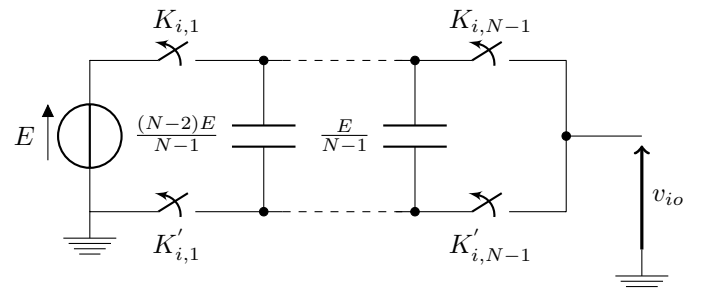 K_{i,1} K_{i,N−1}
E \frac{(N−2)E}{N−1} \frac{E}{N−1} v_{io}
K^{'}_{i,1} K^{'}_{i,N−1}